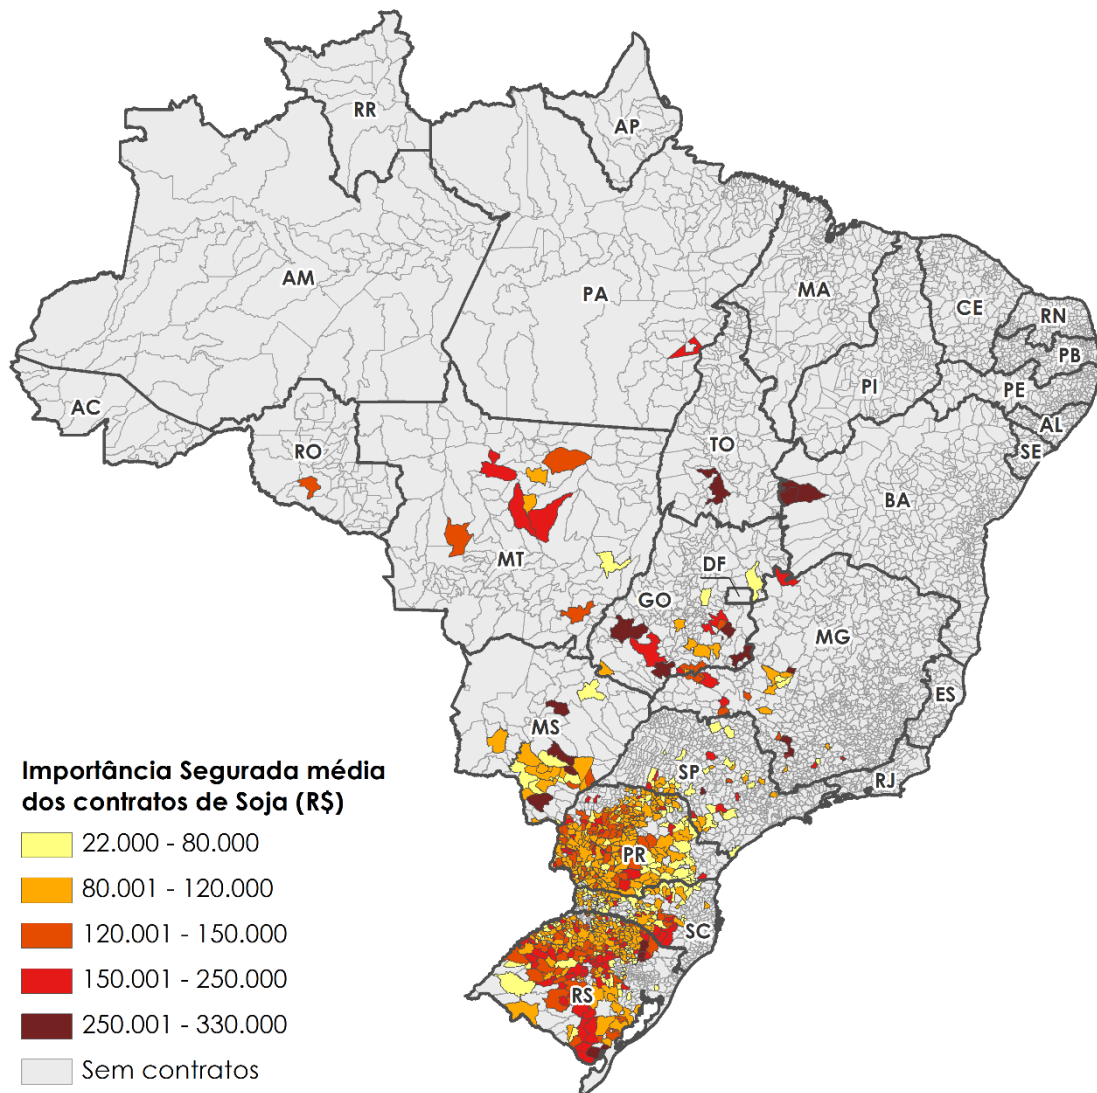 RR
AP
AM
PA
MA
CE
RN
PB
PI
PE
AC
AL
TO
RO
SE
BA
MT
DF
GO
MG
ES
MS
SP
RJ
PR
SC
RS
Importância Segurada média
dos contratos de Soja (R$)
22.000 - 80.000
80.001 - 120.000
120.001 - 150.000
150.001 - 250.000
250.001 - 330.000
Sem contratos